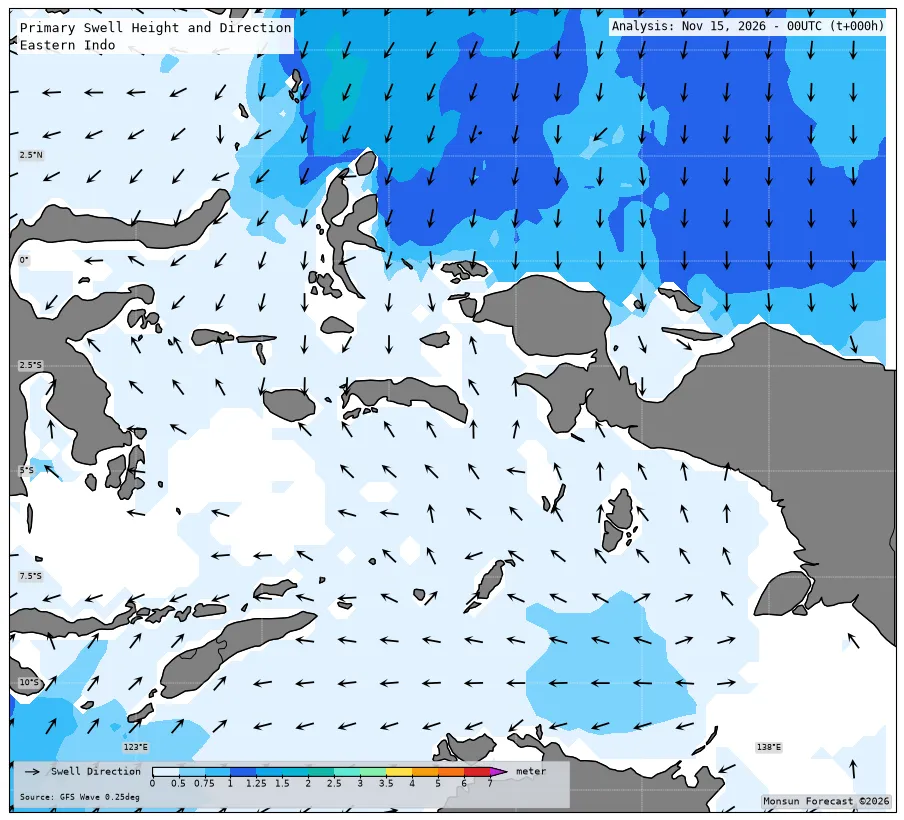 Primary Swell Height and Direction
Eastern Indo
Analysis: Nov 15, 2026 - 00UTC (t+000h)
2.5°N
0°
2.5°S
5°S
7.5°S
10°S
123°E
138°E
Swell Direction
0 0.5 0.75 1 1.25 1.5 2 2.5 3 3.5 4 5 6 7
meter
Source: GFS Wave 0.25deg
Monsun Forecast ©2026